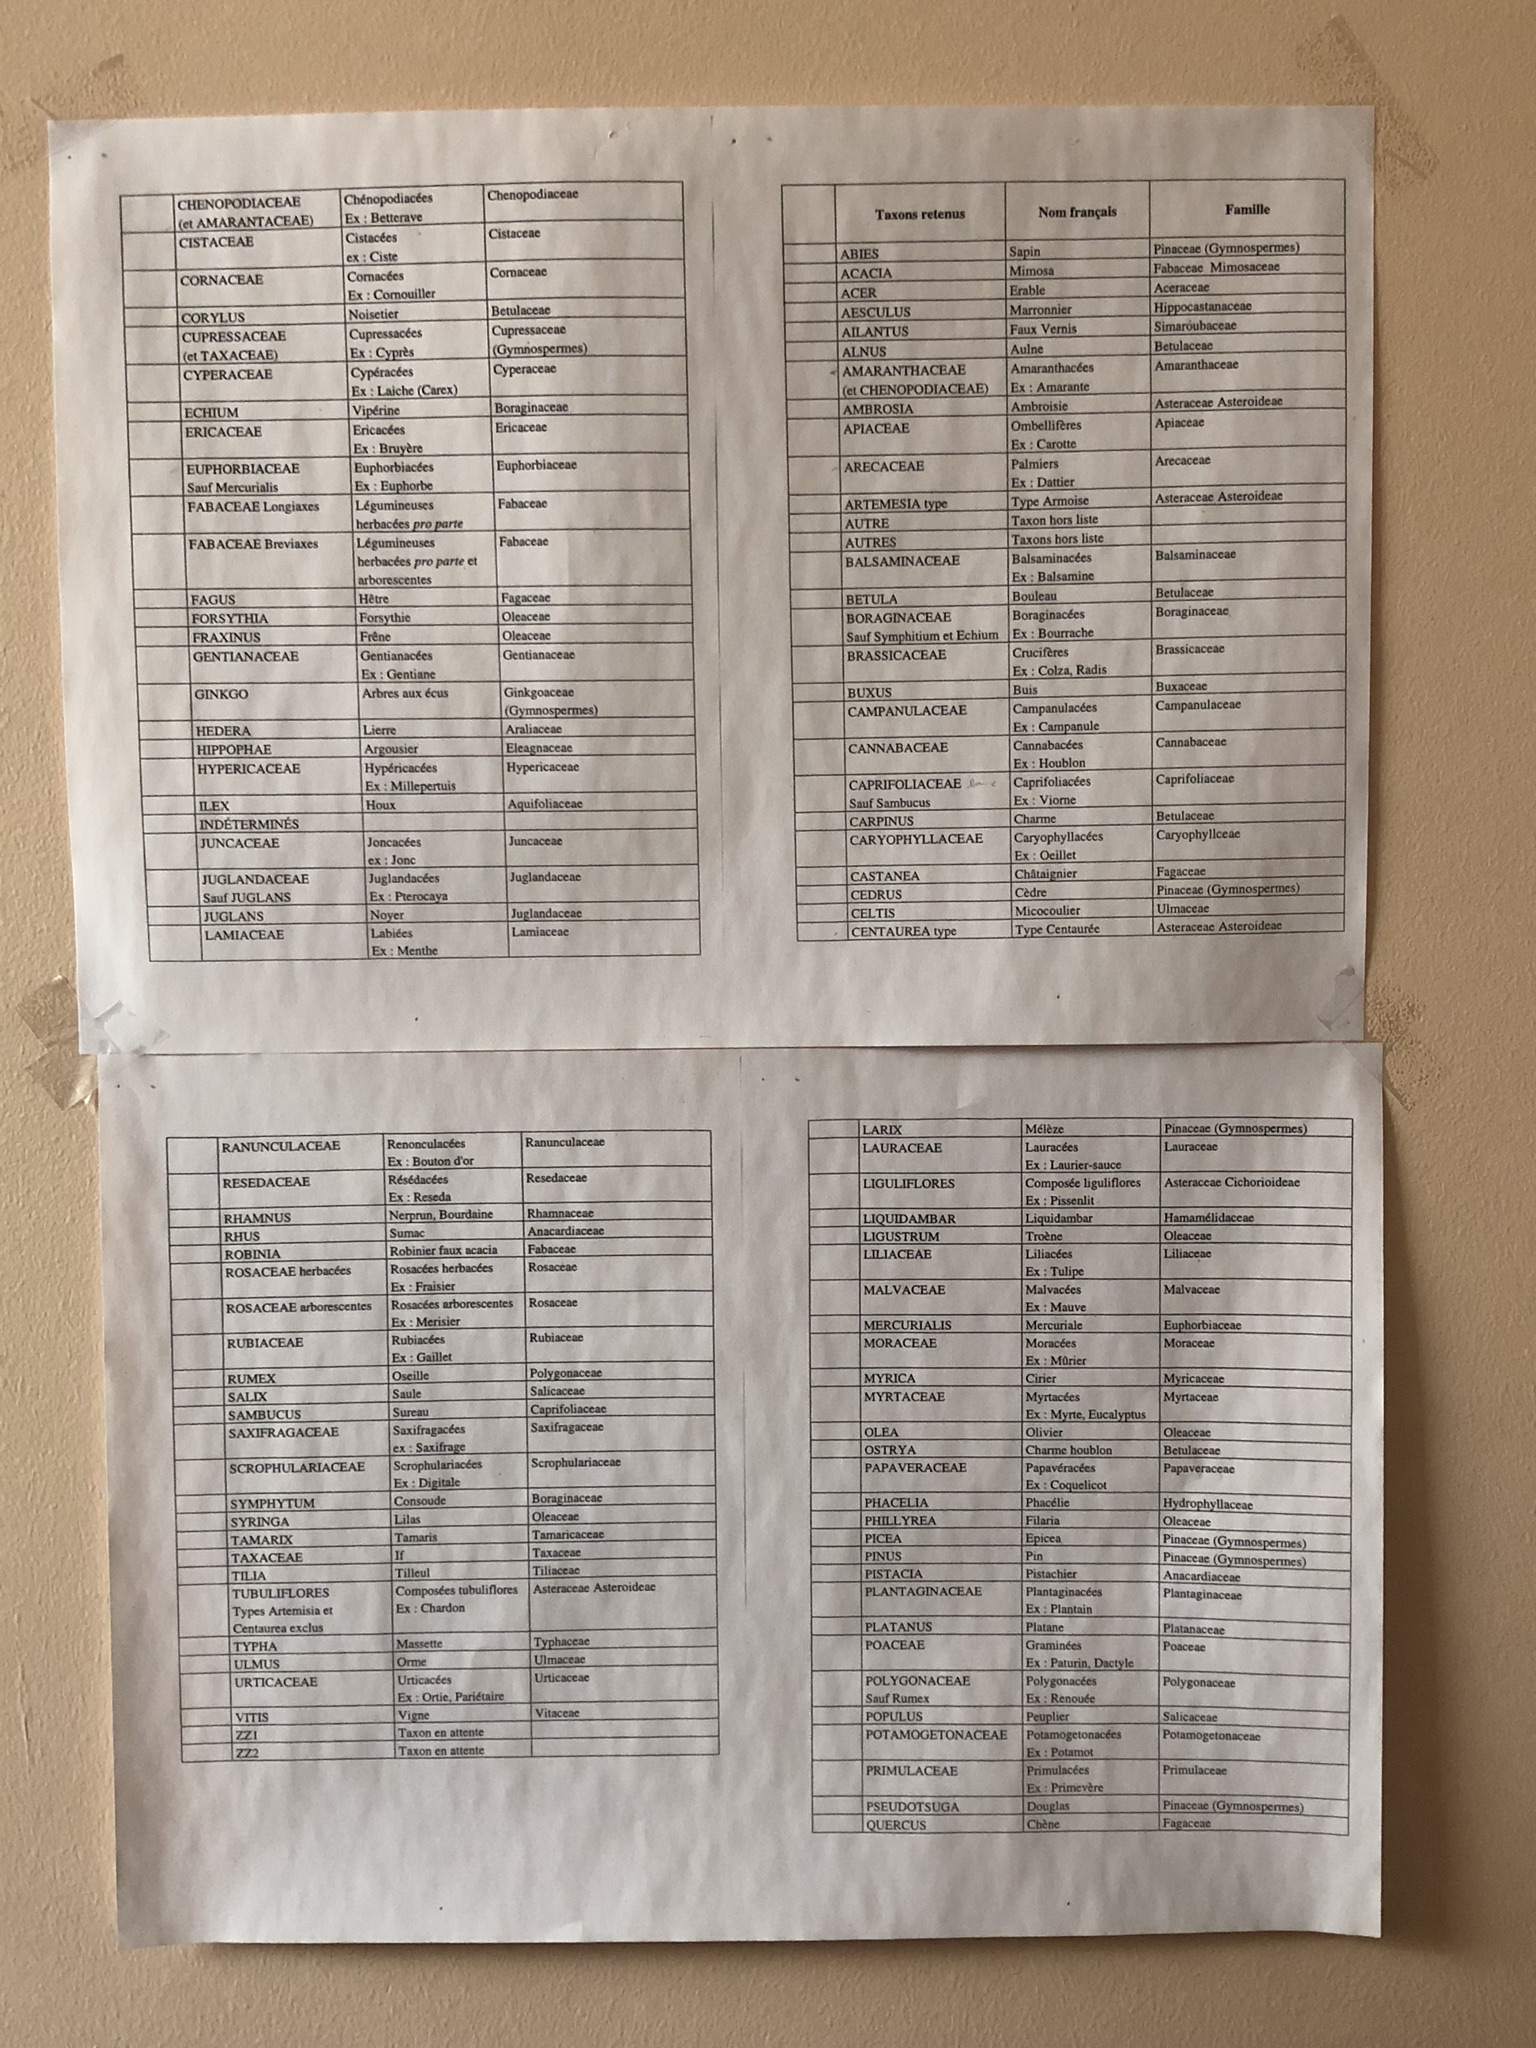 CHENOPODIACEAE Chénopodiacées Chenopodiaceae
(et AMARANTACEAE) Ex : Betterave
CISTACEAE Cistacées Cistaceae
ex : Ciste
CORNACEAE Cornacées Cornaceae
Ex : Cornouiller
CORYLUS Noisetier Betulaceae
CUPRESSACEAE Cupressacées Cupressaceae
(et TAXACEAE) Ex : Cyprès (Gymnospermes)
CYPERACEAE Cypéracées Cyperaceae
Ex : Laiche (Carex)
ECHIUM Vipérine Boraginaceae
ERICACEAE Ericacées Ericaceae
Ex : Bruyère
EUPHORBIACEAE Euphorbiacées Euphorbiaceae
Sauf Mercurialis Ex : Euphorbe
FABACEAE Longiaxes Légumineuses Fabaceae
herbacées pro parte
FABACEAE Breviaxes Légumineuses Fabaceae
herbacées pro parte et
arborescentes
FAGUS Hêtre Fagaceae
FORSYTHIA Forsythie Oleaceae
FRAXINUS Frêne Oleaceae
GENTIANACEAE Gentianacées Gentianaceae
Ex : Gentiane
GINKGO Arbres aux écus Ginkgoaceae
(Gymnospermes)
HEDERA Lierre Araliaceae
HIPPOPHAE Argousier Eleagnaceae
HYPERICACEAE Hypéricacées Hypericaceae
Ex : Millepertuis
ILEX Houx Aquifoliaceae
INDÉTERMINÉS
JUNCACEAE Joncacées Juncaceae
ex : Jonc
JUGLANDACEAE Juglandacées Juglandaceae
Sauf JUGLANS Ex : Pterocaya
JUGLANS Noyer Juglandaceae
LAMIACEAE Labiées Lamiaceae
Ex : Menthe
Taxons retenus Nom français Famille
ABIES Sapin Pinaceae (Gymnospermes)
ACACIA Mimosa Fabaceae Mimosaceae
ACER Erable Aceraceae
AESCULUS Marronnier Hippocastanaceae
AILANTUS Faux Vernis Simaroubaceae
ALNUS Aulne Betulaceae
AMARANTHACEAE Amaranthacées Amaranthaceae
(et CHENOPODIACEAE) Ex : Amarante
AMBROSIA Ambroisie Asteraceae Asteroideae
APIACEAE Ombellifères Apiaceae
Ex : Carotte
ARECACEAE Palmiers Arecaceae
Ex : Dattier
ARTEMESIA type Type Armoise Asteraceae Asteroideae
AUTRE Taxon hors liste
AUTRES Taxons hors liste
BALSAMINACEAE Balsaminacées Balsaminaceae
Ex : Balsamine
BETULA Bouleau Betulaceae
BORAGINACEAE Boraginacées Boraginaceae
Sauf Symphitium et Echium Ex : Bourrache
BRASSICACEAE Crucifères Brassicaceae
Ex : Colza, Radis
BUXUS Buis Buxaceae
CAMPANULACEAE Campanulacées Campanulaceae
Ex : Campanule
CANNABACEAE Cannabacées Cannabaceae
Ex : Houblon
CAPRIFOLIACEAE Caprifoliacées Caprifoliaceae
Sauf Sambucus Ex : Viorne
CARPINUS Charme Betulaceae
CARYOPHYLLACEAE Caryophyllacées Caryophyllceae
Ex : Oeillet
CASTANEA Châtaignier Fagaceae
CEDRUS Cèdre Pinaceae (Gymnospermes)
CELTIS Micocoulier Ulmaceae
CENTAUREA type Type Centaurée Asteraceae Asteroideae
RANUNCULACEAE Renonculacées Ranunculaceae
Ex : Bouton d'or
RESEDACEAE Résédacées Resedaceae
Ex : Reseda
RHAMNUS Nerprun, Bourdaine Rhamnaceae
RHUS Sumac Anacardiaceae
ROBINIA Robinier faux acacia Fabaceae
ROSACEAE herbacées Rosacées herbacées Rosaceae
Ex : Fraisier
ROSACEAE arborescentes Rosacées arborescentes Rosaceae
Ex : Merisier
RUBIACEAE Rubiacées Rubiaceae
Ex : Gaillet
RUMEX Oseille Polygonaceae
SALIX Saule Salicaceae
SAMBUCUS Sureau Caprifoliaceae
SAXIFRAGACEAE Saxifragacées Saxifragaceae
ex : Saxifrage
SCROPHULARIACEAE Scrophulariacées Scrophulariaceae
Ex : Digitale
SYMPHYTUM Consoude Boraginaceae
SYRINGA Lilas Oleaceae
TAMARIX Tamaris Tamaricaceae
TAXACEAE If Taxaceae
TILIA Tilleul Tiliaceae
TUBULIFLORES Composées tubuliflores Asteraceae Asteroideae
Types Artemisia et Ex : Chardon
Centaurea exclus
TYPHA Massette Typhaceae
ULMUS Orme Ulmaceae
URTICACEAE Urticacées Urticaceae
Ex : Ortie, Pariétaire
VITIS Vigne Vitaceae
ZZ1 Taxon en attente
ZZ2 Taxon en attente
LARIX Mélèze Pinaceae (Gymnospermes)
LAURACEAE Lauracées Lauraceae
Ex : Laurier-sauce
LIGULIFLORES Composée liguliflores Asteraceae Cichorioideae
Ex : Pissenlit
LIQUIDAMBAR Liquidambar Hamamélidaceae
LIGUSTRUM Troène Oleaceae
LILIACEAE Liliacées Liliaceae
Ex : Tulipe
MALVACEAE Malvacées Malvaceae
Ex : Mauve
MERCURIALIS Mercuriale Euphorbiaceae
MORACEAE Moracées Moraceae
Ex : Mûrier
MYRICA Cirier Myricaceae
MYRTACEAE Myrtacées Myrtaceae
Ex : Myrte, Eucalyptus
OLEA Olivier Oleaceae
OSTRYA Charme houblon Betulaceae
PAPAVERACEAE Papavéracées Papaveraceae
Ex : Coquelicot
PHACELIA Phacélie Hydrophyllaceae
PHILLYREA Filaria Oleaceae
PICEA Epicea Pinaceae (Gymnospermes)
PINUS Pin Pinaceae (Gymnospermes)
PISTACIA Pistachier Anacardiaceae
PLANTAGINACEAE Plantaginacées Plantaginaceae
Ex : Plantain
PLATANUS Platane Platanaceae
POACEAE Graminées Poaceae
Ex : Paturin, Dactyle
POLYGONACEAE Polygonacées Polygonaceae
Sauf Rumex Ex : Renouée
POPULUS Peuplier Salicaceae
POTAMOGETONACEAE Potamogetonacées Potamogetonaceae
Ex : Potamot
PRIMULACEAE Primulacées Primulaceae
Ex : Primevère
PSEUDOTSUGA Douglas Pinaceae (Gymnospermes)
QUERCUS Chêne Fagaceae